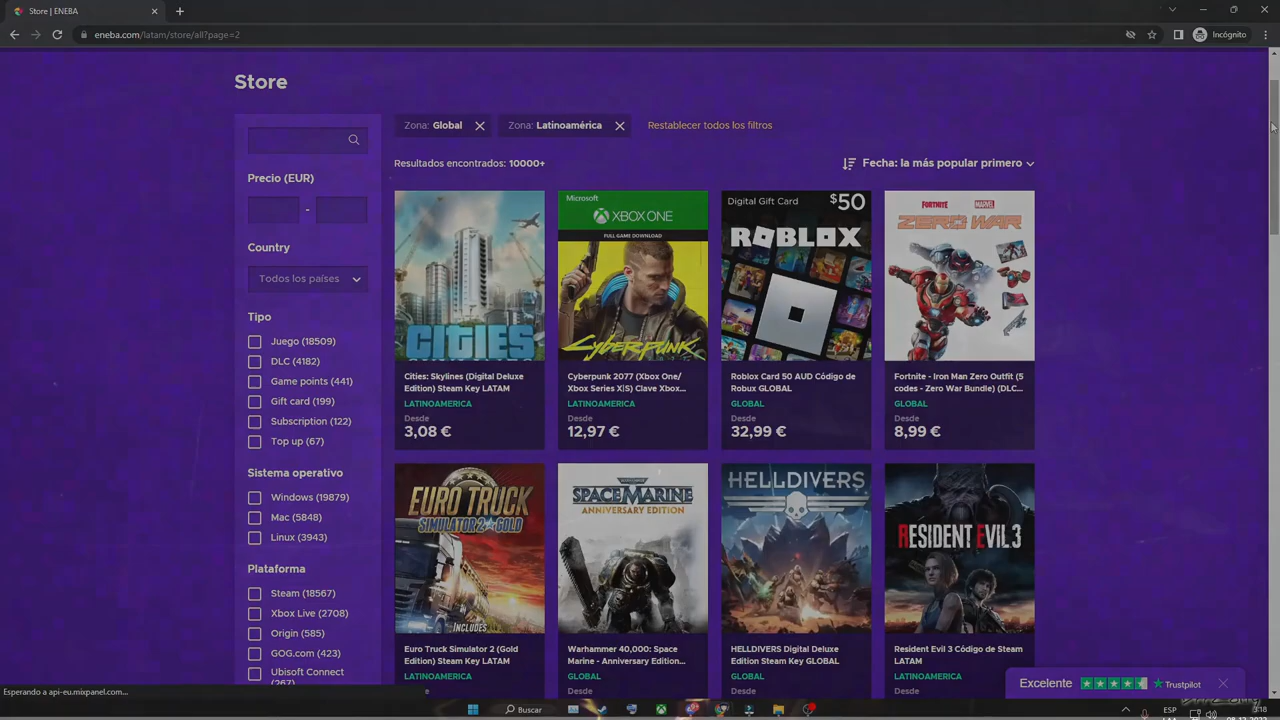 Store | ENEBA
eneba.com/latam/store/all?page=2
Incógnito
Store
Zona: Global
Zona: Latinoamérica
Restablecer todos los filtros
Resultados encontrados: 10000+
Fecha: la más popular primero
Precio (EUR)
-
Country
Todos los países
Tipo
Juego (18509)
DLC (4182)
Game points (441)
Gift card (199)
Subscription (122)
Top up (67)
Sistema operativo
Windows (19879)
Mac (5848)
Linux (3943)
Plataforma
Steam (18567)
Xbox Live (2708)
Origin (585)
GOG.com (423)
Ubisoft Connect
(267)
CITIES
Cities: Skylines (Digital Deluxe
Edition) Steam Key LATAM
LATINOAMERICA
Desde
3,08 €
Microsoft
XBOX ONE
FULL GAME DOWNLOAD
CYBERPUNK
Cyberpunk 2077 (Xbox One/
Xbox Series X|S) Clave Xbox...
LATINOAMERICA
Desde
12,97 €
Digital Gift Card
$50
ROBLOX
Roblox Card 50 AUD Código de
Robux GLOBAL
GLOBAL
Desde
32,99 €
FORTNITE
MARVEL
ZERO WAR
Fortnite - Iron Man Zero Outfit (5
codes - Zero War Bundle) (DLC...
GLOBAL
Desde
8,99 €
EURO TRUCK
SIMULATOR 2 GOLD
INCLUDES
Euro Truck Simulator 2 (Gold
Edition) Steam Key LATAM
LATINOAMERICA
SPACE MARINE
ANNIVERSARY EDITION
Warhammer 40,000: Space
Marine - Anniversary Edition...
GLOBAL
Desde
HELLDIVERS
HELLDIVERS Digital Deluxe
Edition Steam Key GLOBAL
GLOBAL
Desde
RESIDENT EVIL 3
Resident Evil 3 Código de Steam
LATAM
LATINOAMERICA
Desde
Excelente
Trustpilot
Esperando a api-eu.mixpanel.com...
Buscar
ESP